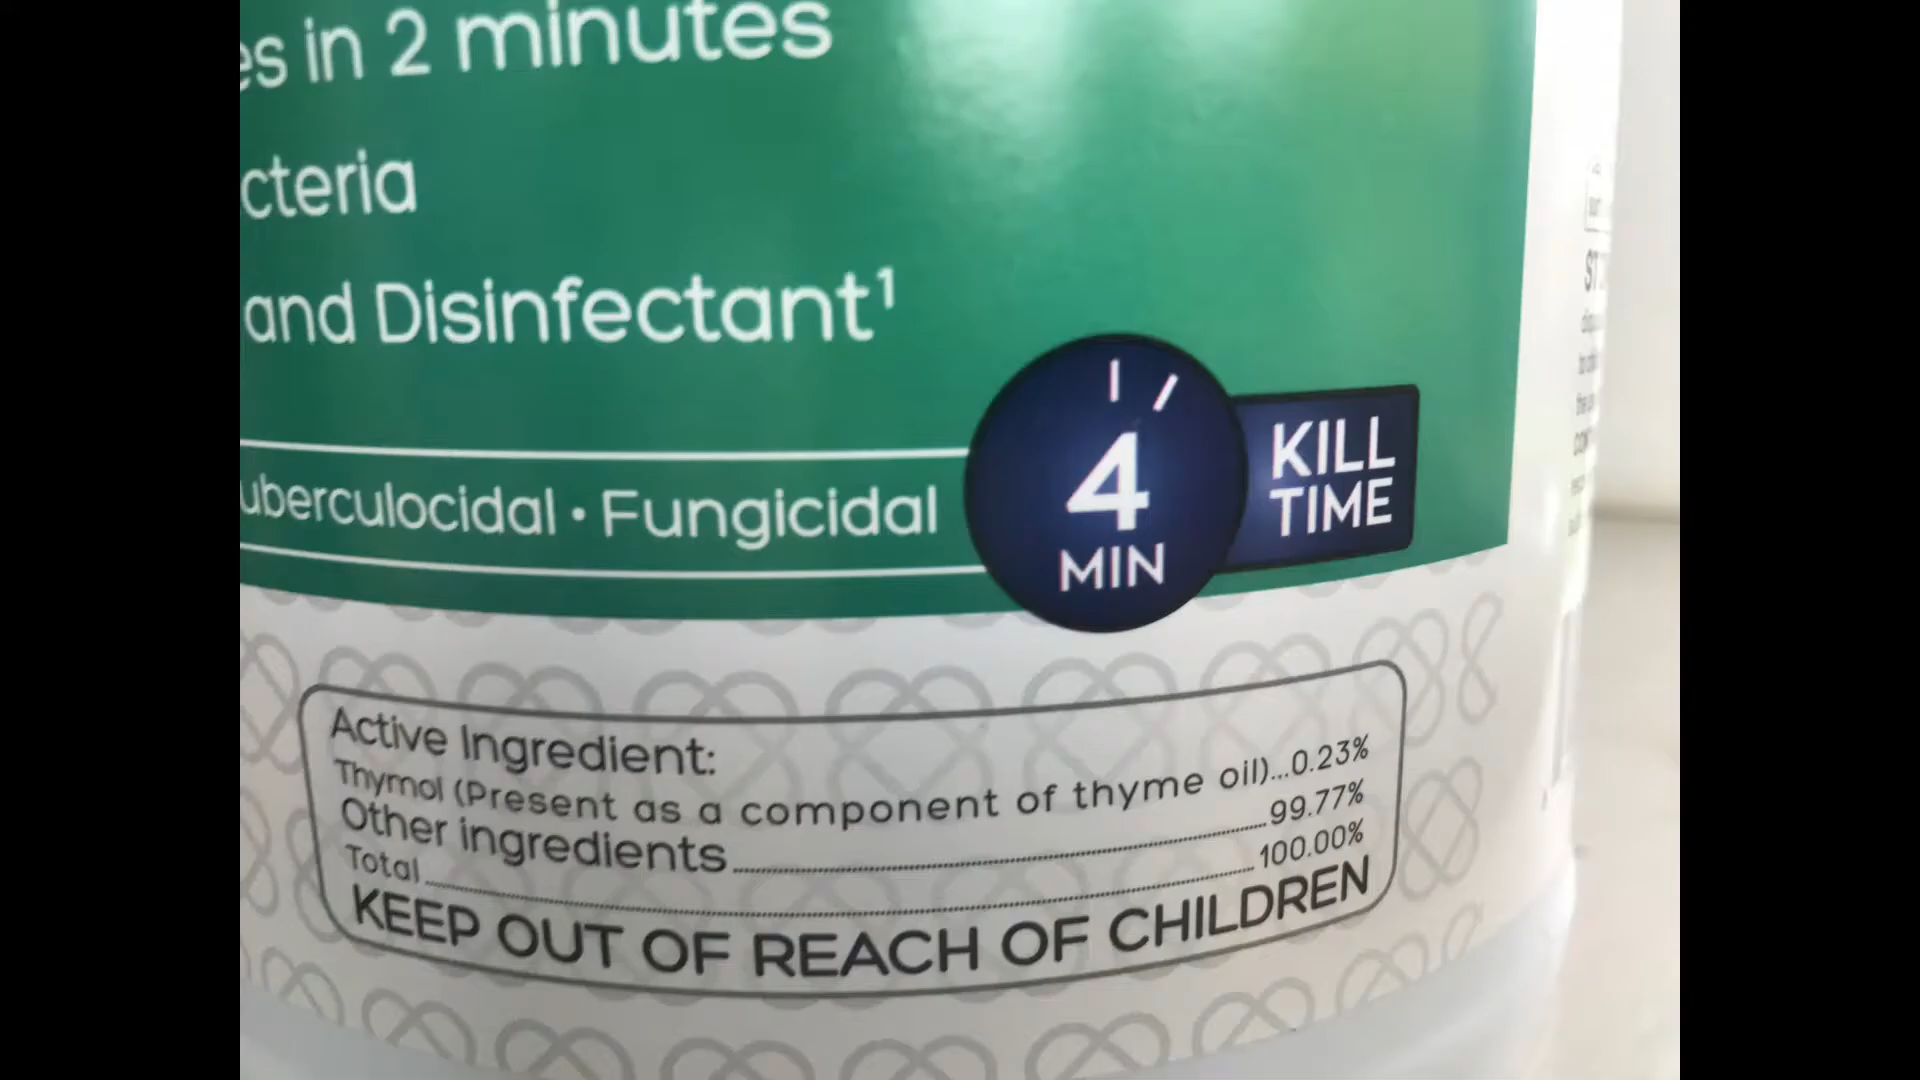 es in 2 minutes
cteria
and Disinfectant¹
uberculocidal • Fungicidal
4
MIN
KILL
TIME
Active Ingredient:
Thymol (Present as a component of thyme oil)...0.23%
Other ingredients........99.77%
Total........100.00%
KEEP OUT OF REACH OF CHILDREN